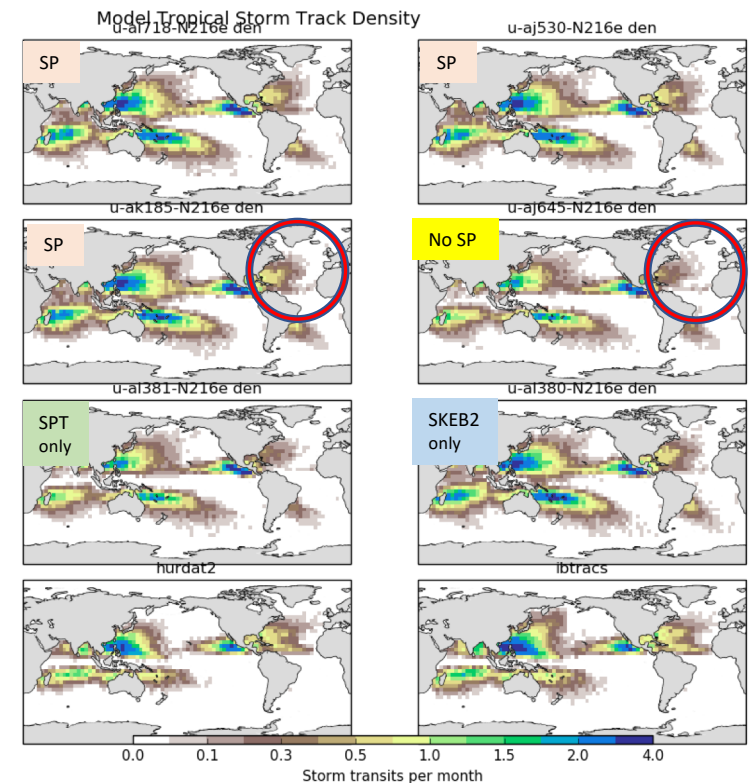 Model Tropical Storm Track Density
u-ai718-N216e den
u-aj530-N216e den
SP
SP
u-ak185-N216e den
u-aj645-N216e den
SP
No SP
u-al381-N216e den
u-al380-N216e den
SPT
only
SKEB2
only
hurdat2
ibtracs
0.0 0.1 0.3 0.5 1.0 1.5 2.0 4.0
Storm transits per month